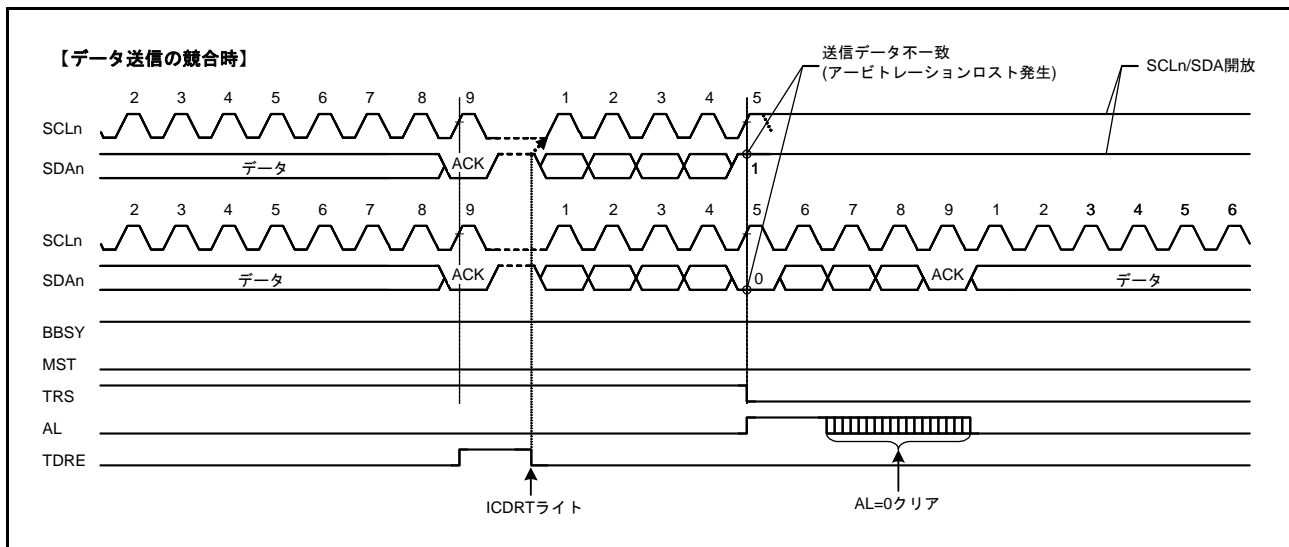 【データ送信の競合時】
送信データ不一致
(アービトレーションロスト発生)
SCLn/SDA開放
2 3 4 5 6 7 8 9 1 2 3 4 5
SCLn
SDAn データ ACK 1
2 3 4 5 6 7 8 9 1 2 3 4 5 6 7 8 9 1 2 3 4 5 6
SCLn
SDAn データ ACK 0 ACK データ
BBSY
MST
TRS
AL
TDRE
ICDRTライト
AL=0クリア